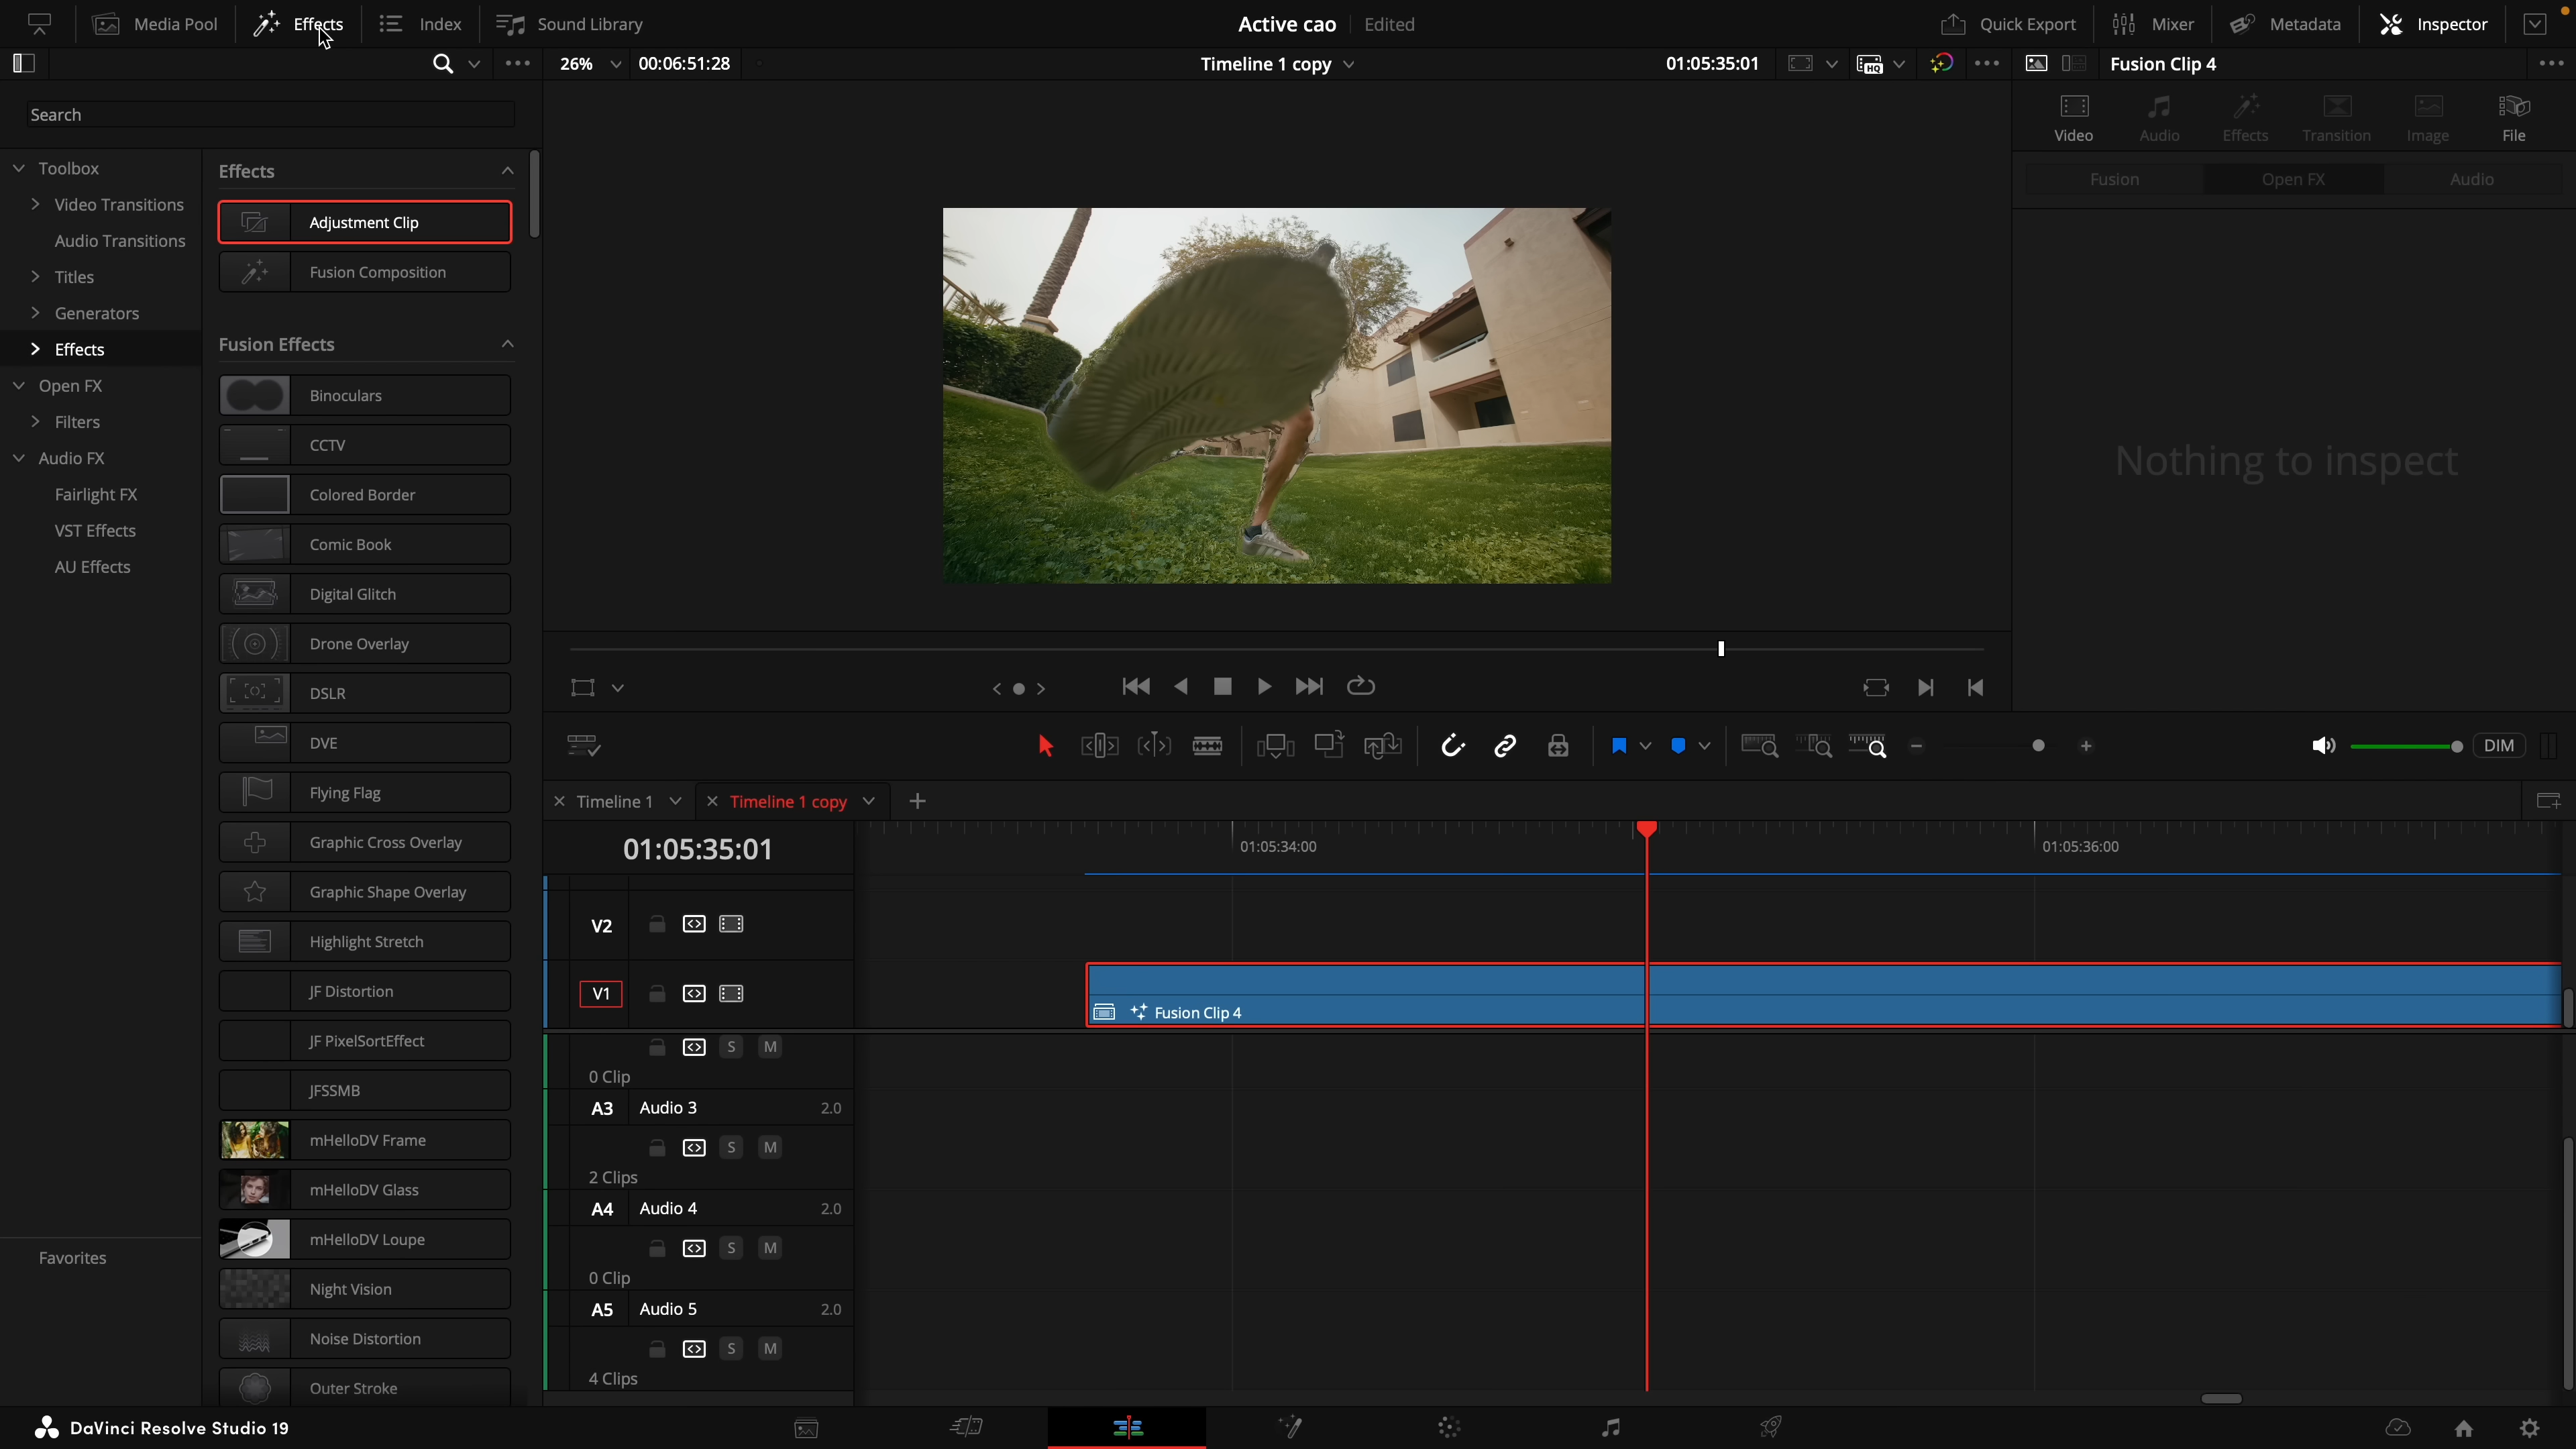 Media Pool
Effects
Index
Sound Library
Active cao
Edited
Quick Export
Mixer
Metadata
Inspector
26%
00:06:51:28
Timeline 1 copy
01:05:35:01
HQ
Fusion Clip 4
Search
Video
Audio
Effects
Transition
Image
File
Fusion
Open FX
Audio
Nothing to inspect
Toolbox
Video Transitions
Audio Transitions
Titles
Generators
Effects
Open FX
Filters
Audio FX
Fairlight FX
VST Effects
AU Effects
Favorites
Effects
Adjustment Clip
Fusion Composition
Fusion Effects
Binoculars
CCTV
Colored Border
Comic Book
Digital Glitch
Drone Overlay
DSLR
DVE
Flying Flag
Graphic Cross Overlay
Graphic Shape Overlay
Highlight Stretch
JF Distortion
JF PixelSortEffect
JFSSMB
mHelloDV Frame
mHelloDV Glass
mHelloDV Loupe
Night Vision
Noise Distortion
Outer Stroke
DIM
Timeline 1
Timeline 1 copy
01:05:35:01
01:05:34:00
01:05:36:00
V2
V1
Fusion Clip 4
S M
0 Clip
A3 Audio 3 2.0
S M
2 Clips
A4 Audio 4 2.0
S M
0 Clip
A5 Audio 5 2.0
S M
4 Clips
DaVinci Resolve Studio 19